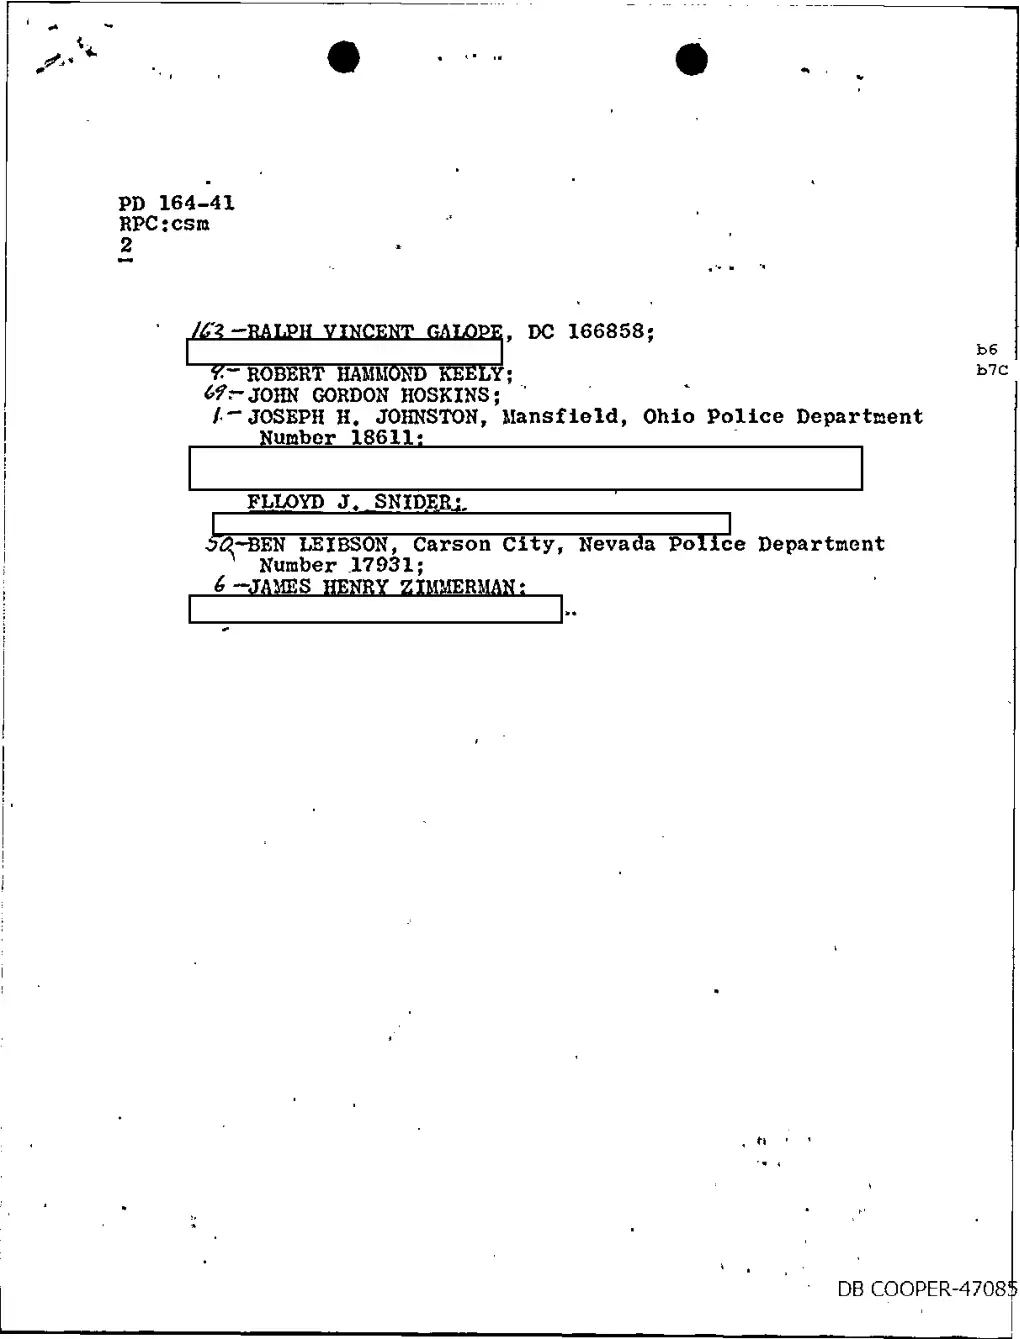 PD 164-41
RPC:csm
2
163-RALPH VINCENT GALOPE, DC 166858;
b6
b7C
9.- ROBERT HAMMOND KEELY;
69.- JOHN GORDON HOSKINS;
1.- JOSEPH H. JOHNSTON, Mansfield, Ohio Police Department
Number 18611;
FLLOYD J. SNIDER;
50-BEN LEIBSON, Carson City, Nevada Police Department
Number 17931;
6-JAMES HENRY ZIMMERMAN;
DB COOPER-47085